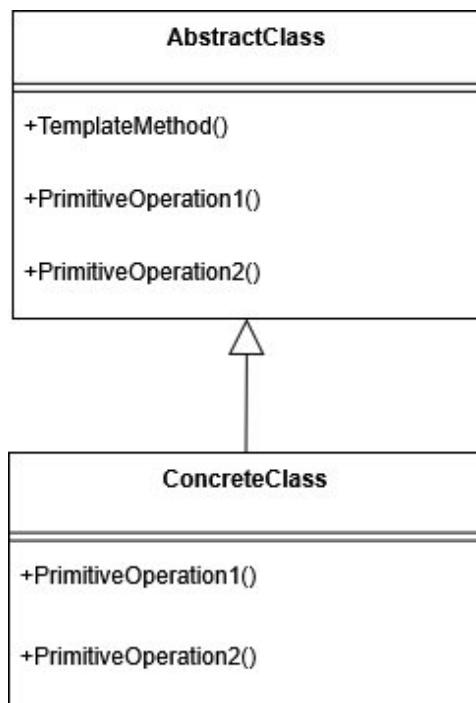 AbstractClass
+TemplateMethod()
+PrimitiveOperation1()
+PrimitiveOperation2()
ConcreteClass
+PrimitiveOperation1()
+PrimitiveOperation2()